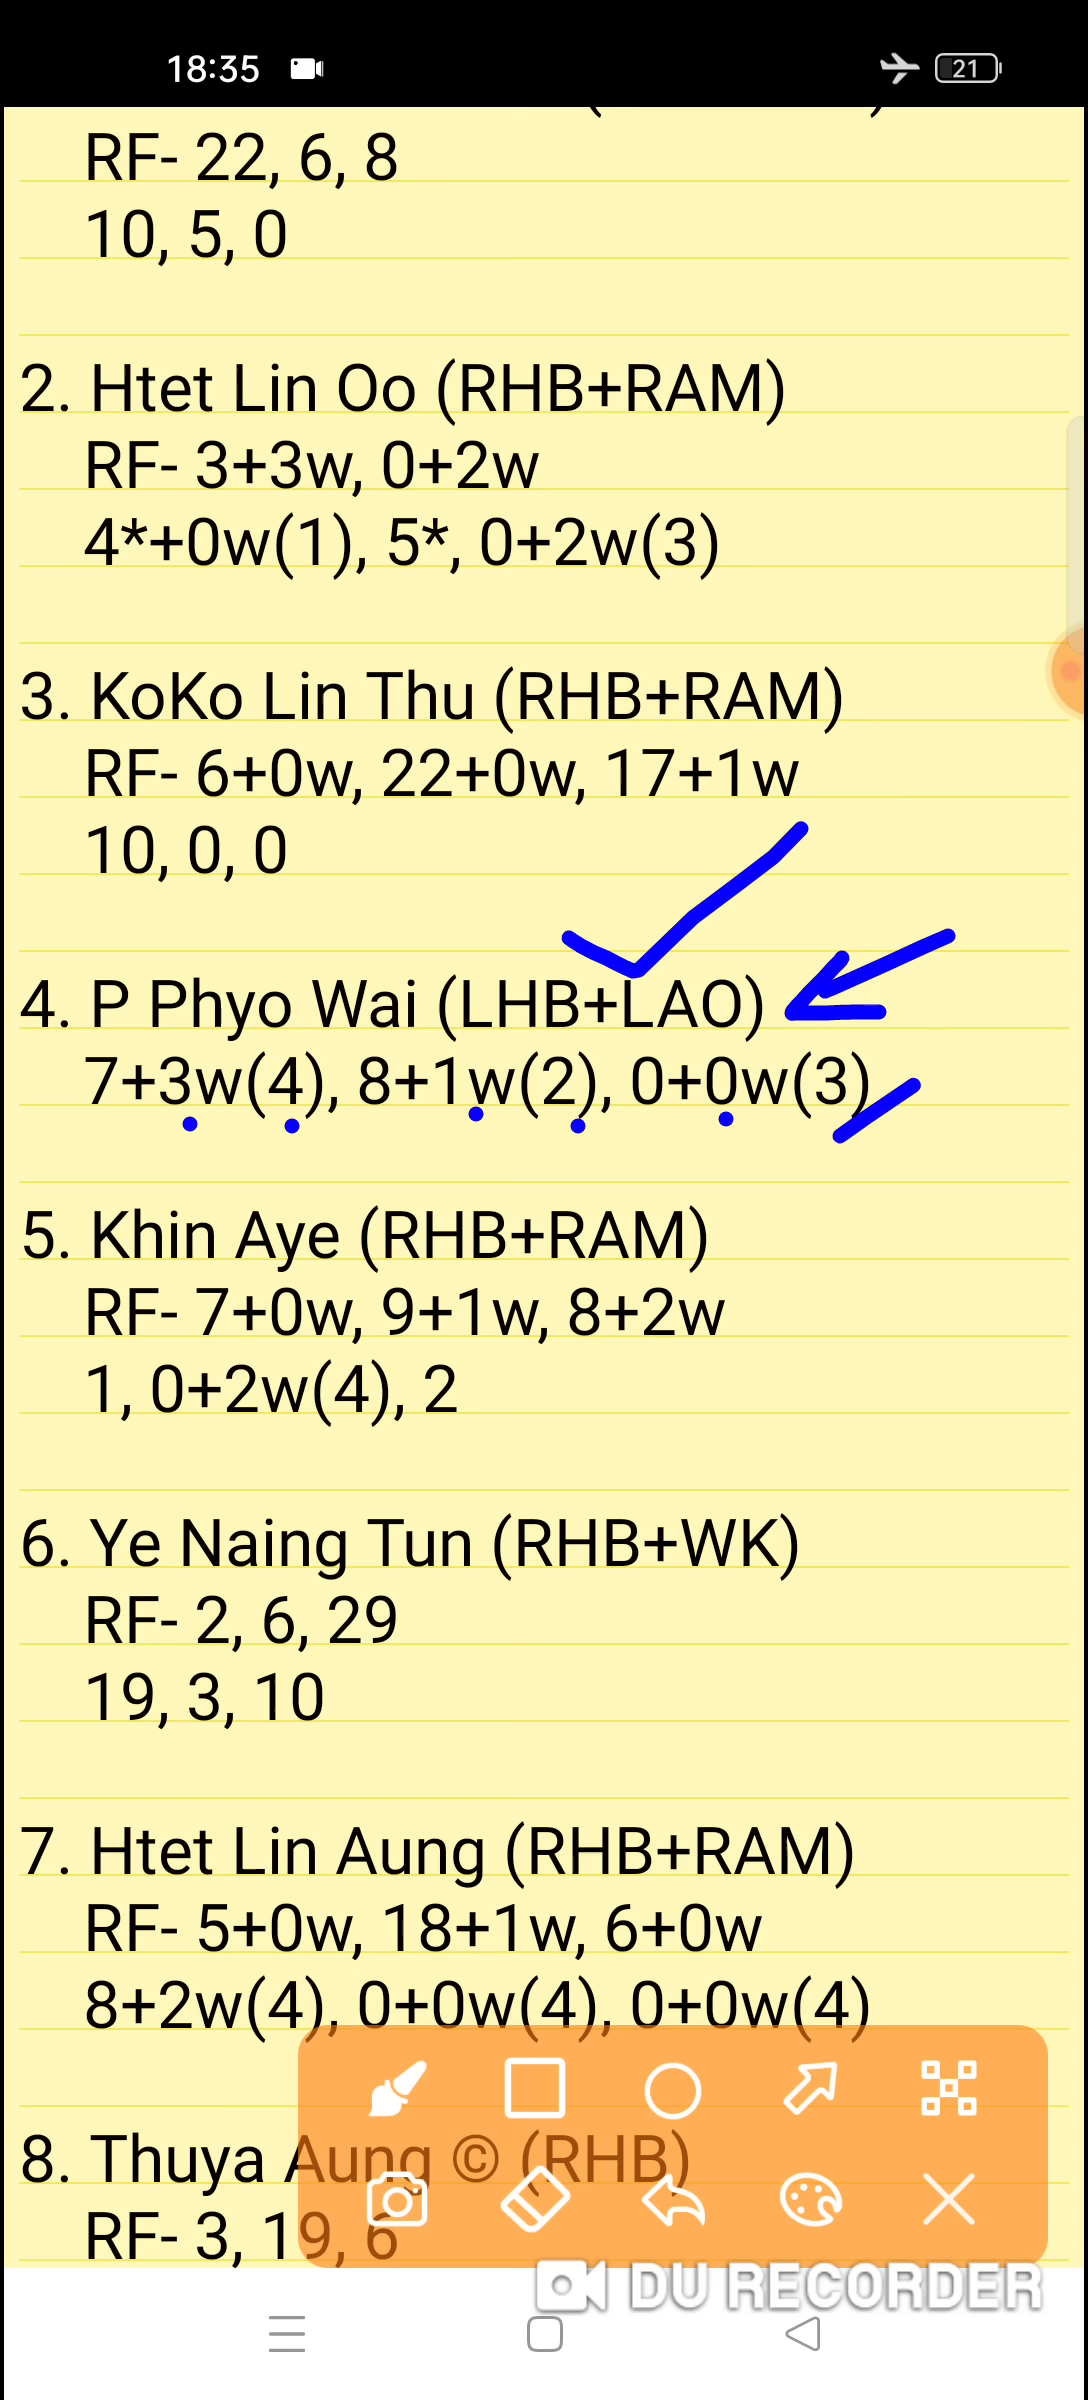 18:35
21
RF- 22, 6, 8
10, 5, 0
2. Htet Lin Oo (RHB+RAM)
RF- 3+3w, 0+2w
4*+0w(1), 5*, 0+2w(3)
3. KoKo Lin Thu (RHB+RAM)
RF- 6+0w, 22+0w, 17+1w
10, 0, 0
4. P Phyo Wai (LHB+LAO)
7+3w(4), 8+1w(2), 0+0w(3)
5. Khin Aye (RHB+RAM)
RF- 7+0w, 9+1w, 8+2w
1, 0+2w(4), 2
6. Ye Naing Tun (RHB+WK)
RF- 2, 6, 29
19, 3, 10
7. Htet Lin Aung (RHB+RAM)
RF- 5+0w, 18+1w, 6+0w
8+2w(4), 0+0w(4), 0+0w(4)
8. Thuya Aung © (RHB)
RF- 3, 19, 6
DU RECORDER